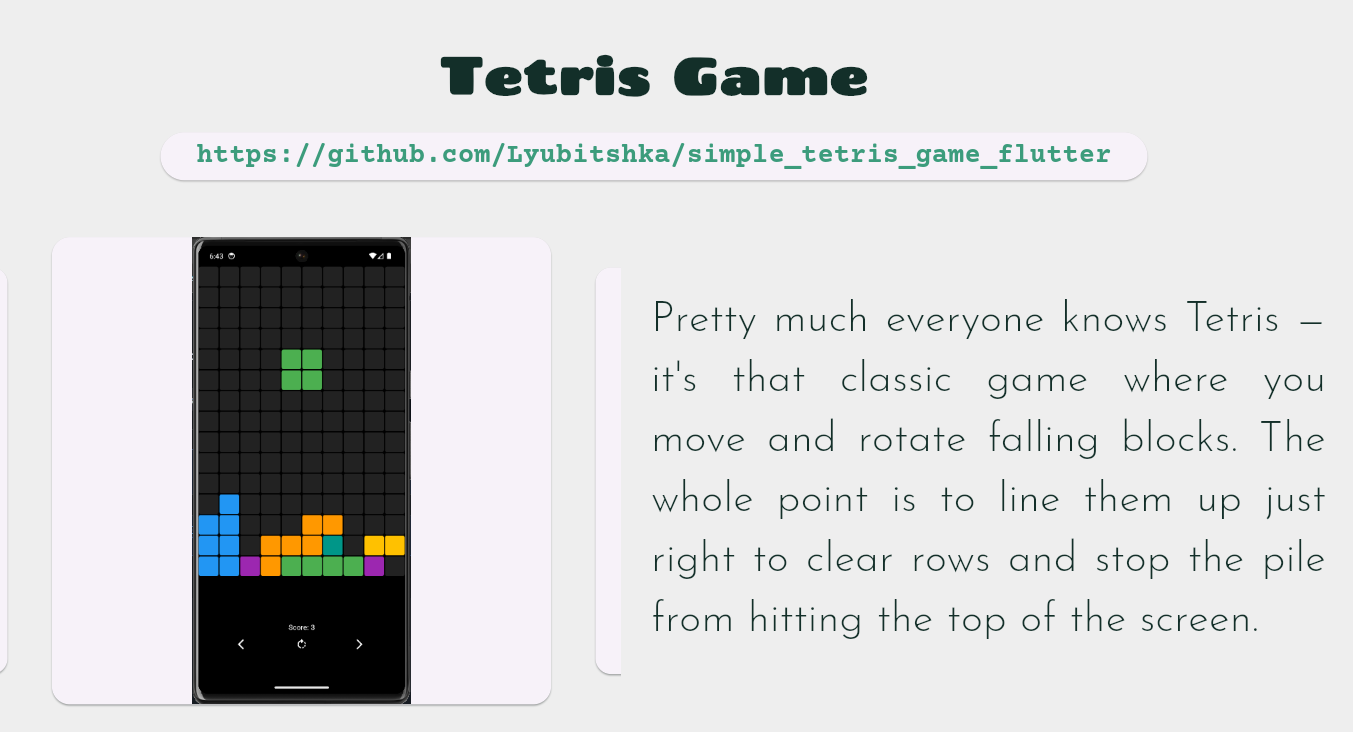 Tetris Game
https://github.com/Lyubitshka/simple_tetris_game_flutter
6:43
Score: 3
Pretty much everyone knows Tetris –
it's that classic game where you
move and rotate falling blocks. The
whole point is to line them up just
right to clear rows and stop the pile
from hitting the top of the screen.